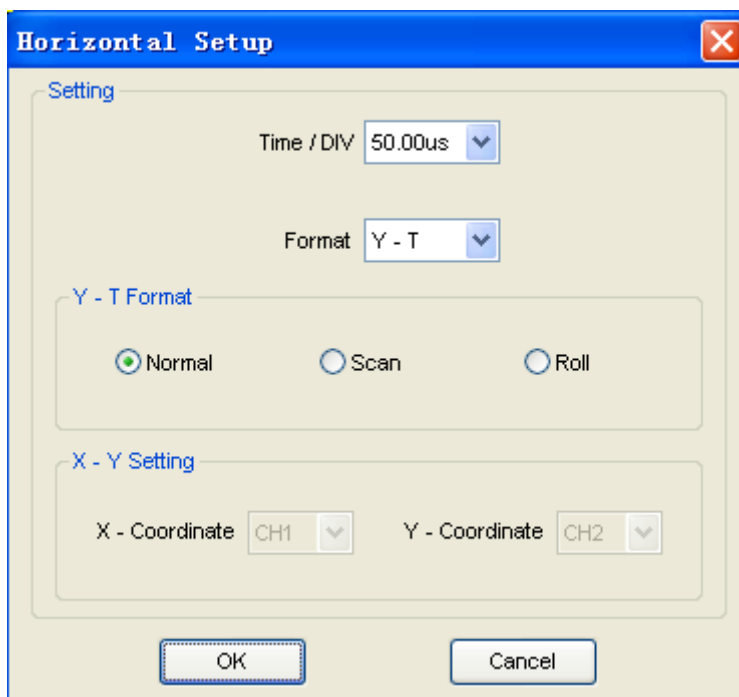 Horizontal Setup
Setting
Time / DIV 50.00us
Format Y - T
Y - T Format
Normal Scan Roll
X - Y Setting
X - Coordinate CH1 Y - Coordinate CH2
OK Cancel